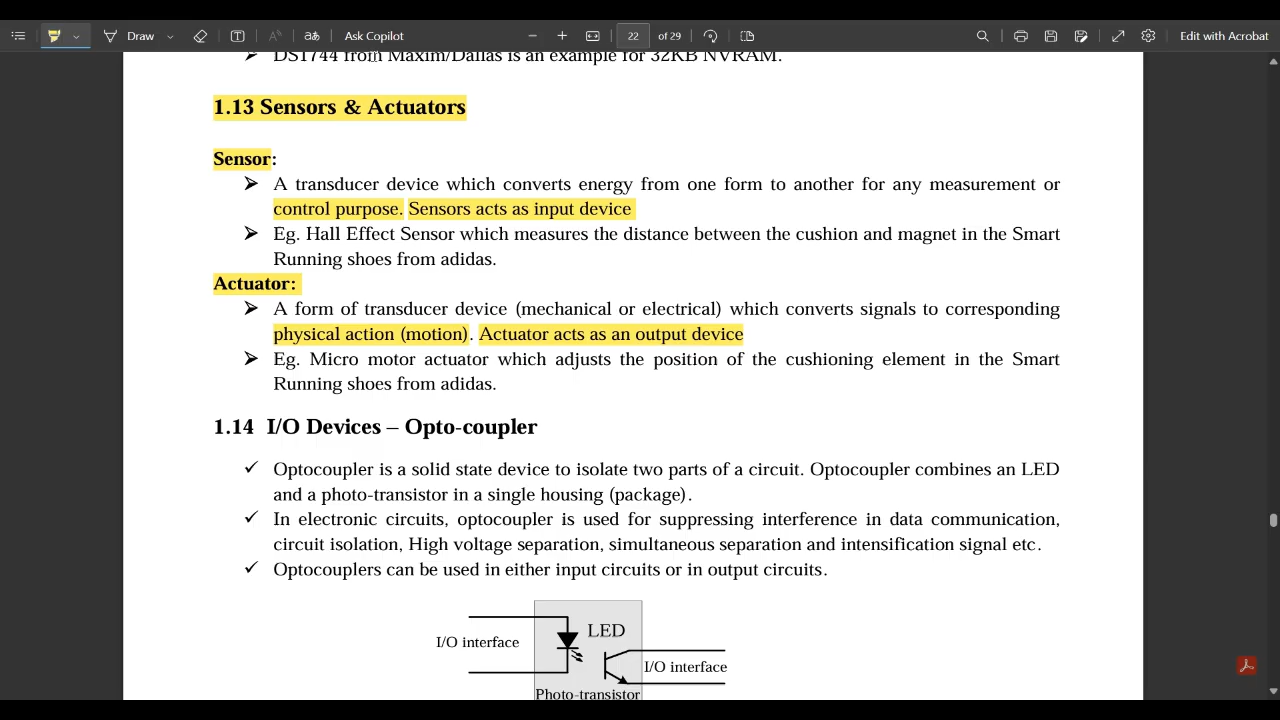 Draw
Ask Copilot
22 of 29
Edit with Acrobat
➢ DS1744 from Maxim/Dallas is an example for 32KB NVRAM.
1.13 Sensors & Actuators
Sensor:
➢ A transducer device which converts energy from one form to another for any measurement or
control purpose. Sensors acts as input device
➢ Eg. Hall Effect Sensor which measures the distance between the cushion and magnet in the Smart
Running shoes from adidas.
Actuator:
➢ A form of transducer device (mechanical or electrical) which converts signals to corresponding
physical action (motion). Actuator acts as an output device
➢ Eg. Micro motor actuator which adjusts the position of the cushioning element in the Smart
Running shoes from adidas.
1.14 I/O Devices – Opto-coupler
✓ Optocoupler is a solid state device to isolate two parts of a circuit. Optocoupler combines an LED
and a photo-transistor in a single housing (package).
✓ In electronic circuits, optocoupler is used for suppressing interference in data communication,
circuit isolation, High voltage separation, simultaneous separation and intensification signal etc.
✓ Optocouplers can be used in either input circuits or in output circuits.
LED
I/O interface
I/O interface
Photo-transistor